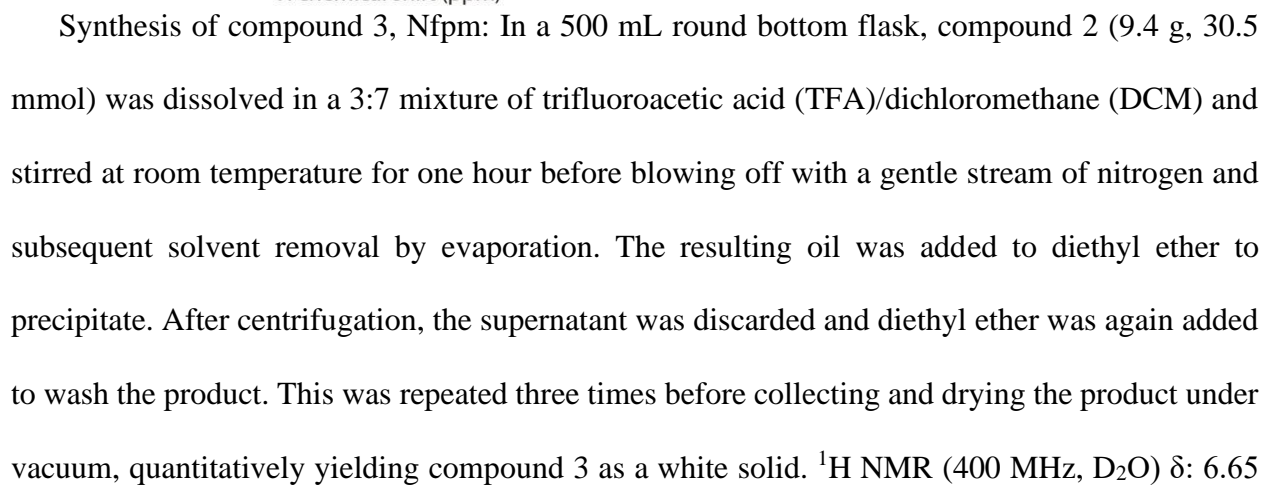 Synthesis of compound 3, Nfpm: In a 500 mL round bottom flask, compound 2 (9.4 g, 30.5
mmol) was dissolved in a 3:7 mixture of trifluoroacetic acid (TFA)/dichloromethane (DCM) and
stirred at room temperature for one hour before blowing off with a gentle stream of nitrogen and
subsequent solvent removal by evaporation. The resulting oil was added to diethyl ether to
precipitate. After centrifugation, the supernatant was discarded and diethyl ether was again added
to wash the product. This was repeated three times before collecting and drying the product under
vacuum, quantitatively yielding compound 3 as a white solid. ¹H NMR (400 MHz, D₂O) δ: 6.65